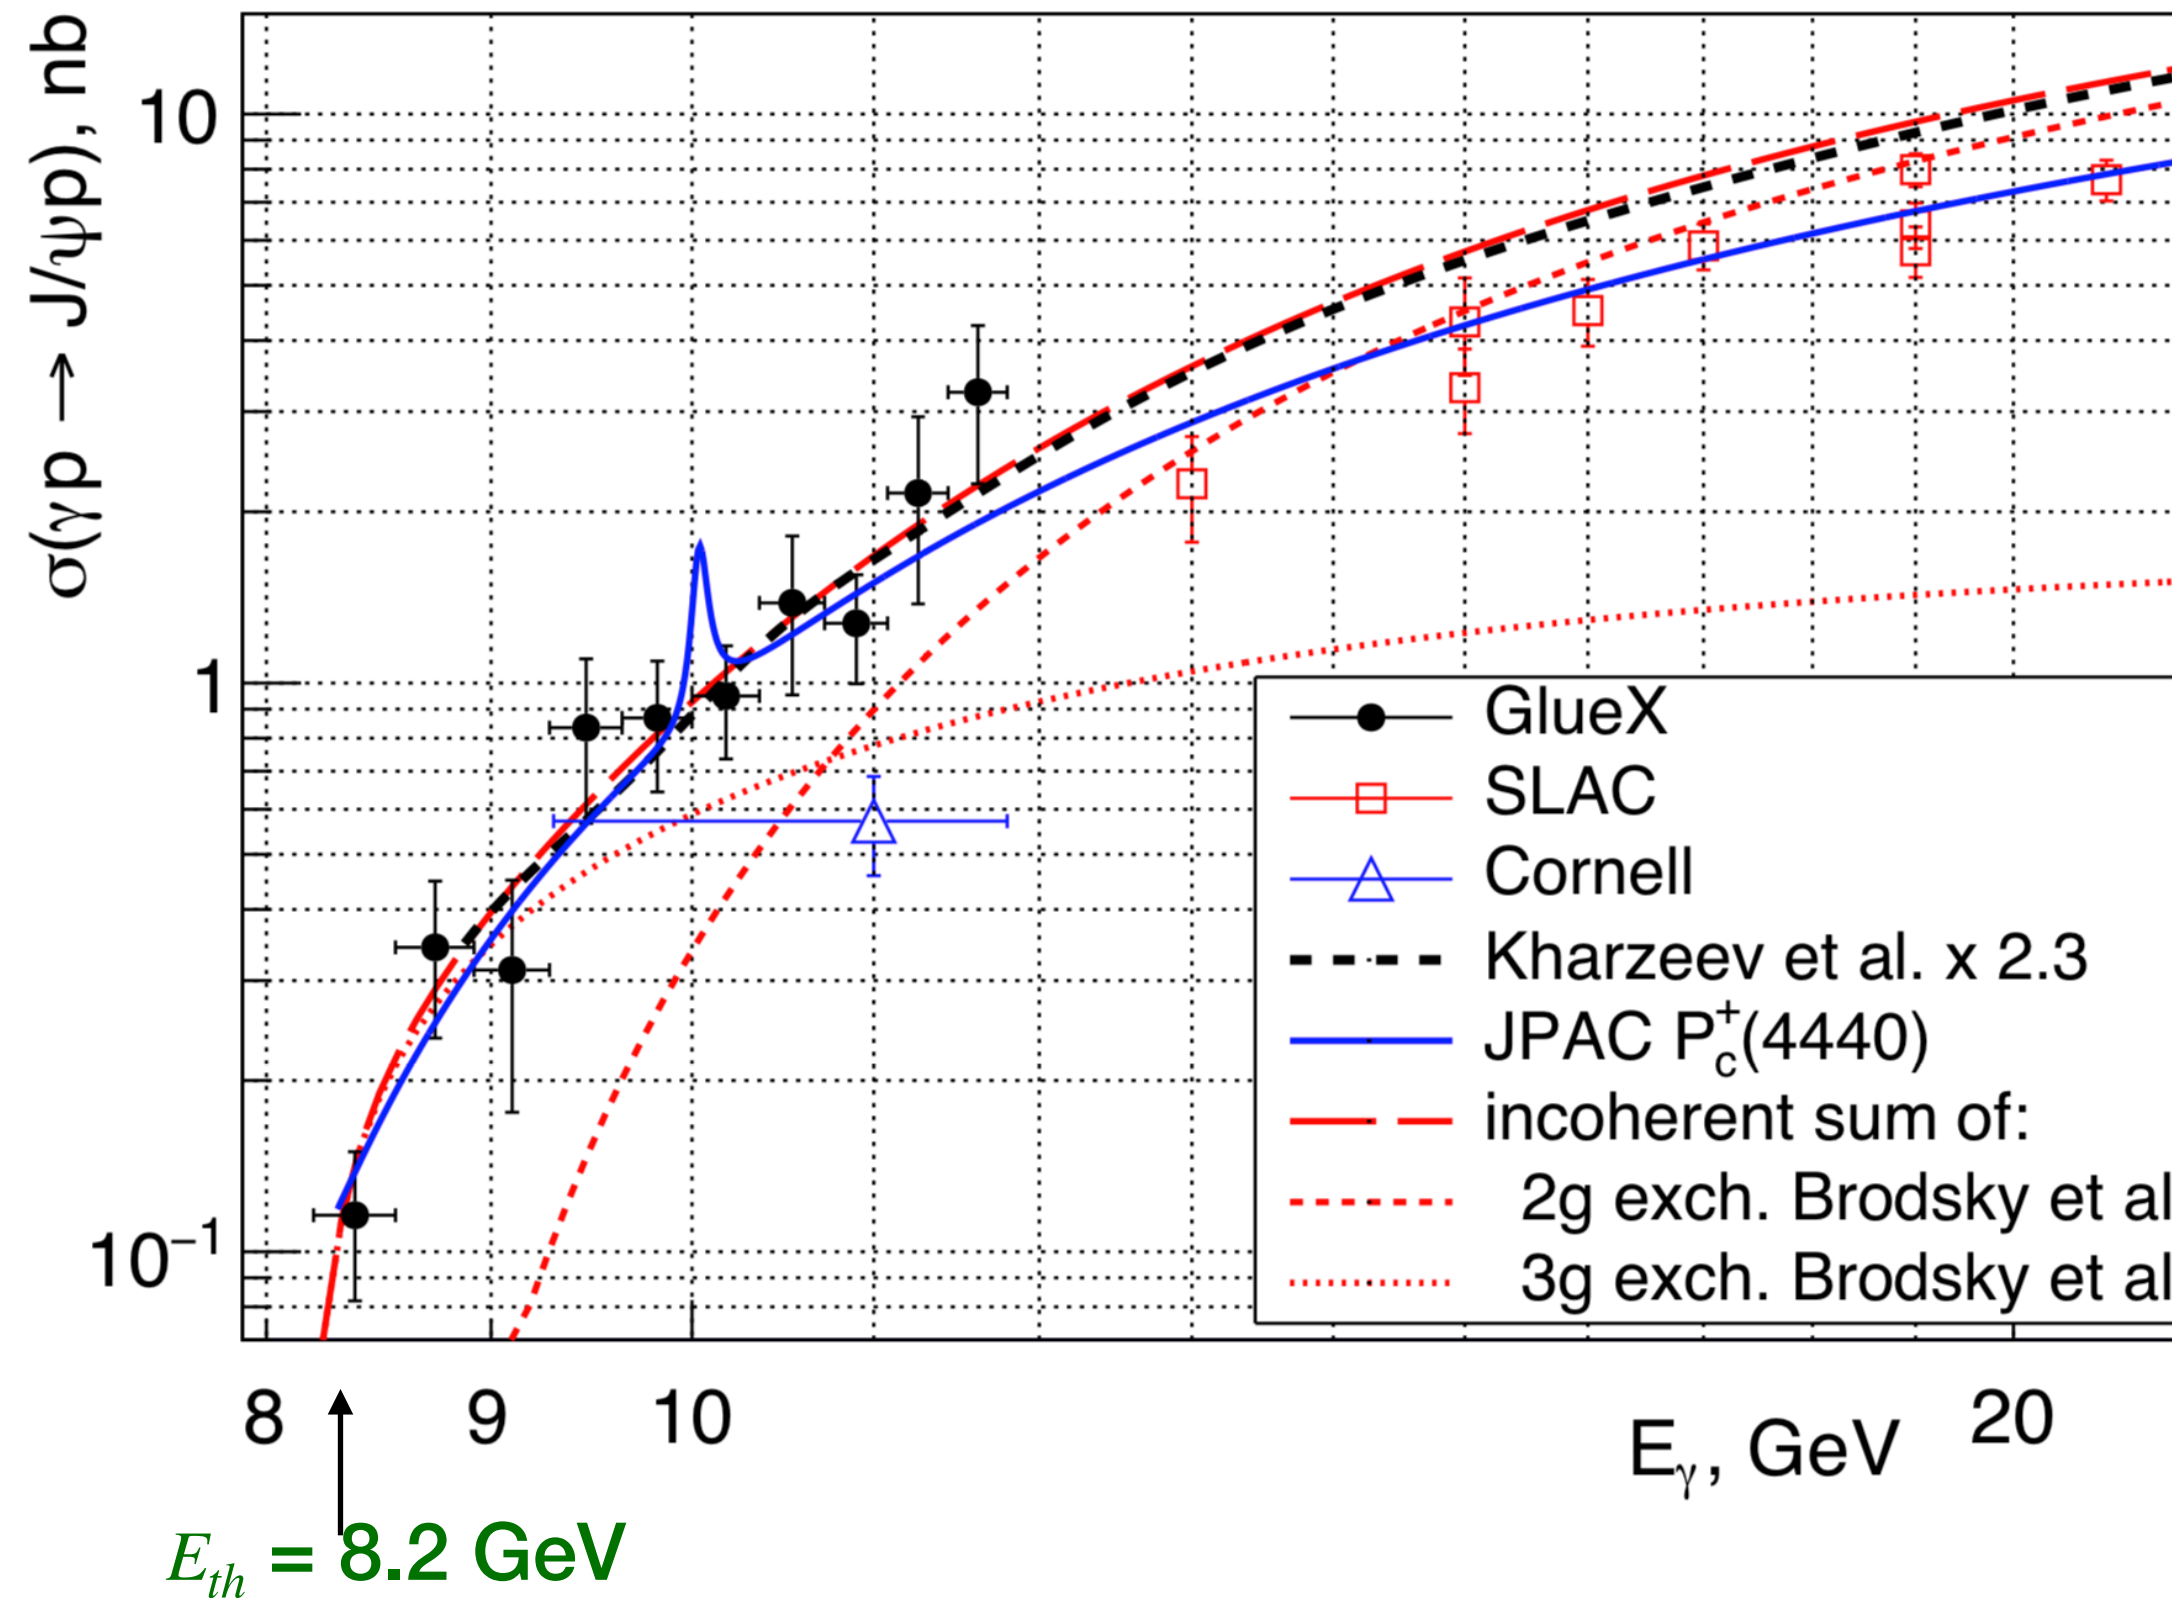 σ(γp → J/ψp), nb
10
1
10⁻¹
GlueX
SLAC
Cornell
Kharzeev et al. x 2.3
JPAC P_c^+(4440)
incoherent sum of:
2g exch. Brodsky et al
3g exch. Brodsky et al
8 9 10 20
E_γ, GeV
E_th = 8.2 GeV